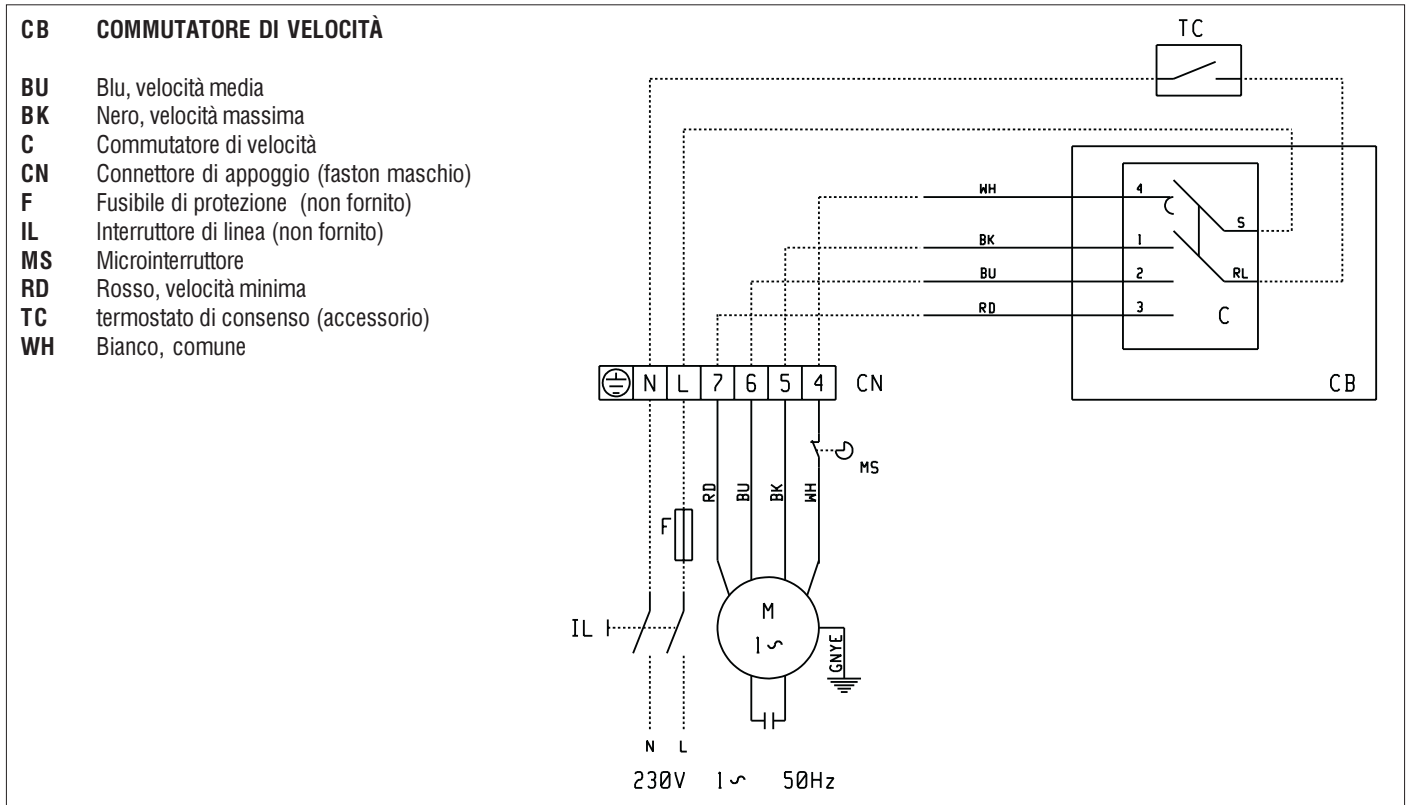 CB COMMUTATORE DI VELOCITÀ
BU Blu, velocità media
BK Nero, velocità massima
C Commutatore di velocità
CN Connettore di appoggio (faston maschio)
F Fusibile di protezione (non fornito)
IL Interruttore di linea (non fornito)
MS Microinterruttore
RD Rosso, velocità minima
TC termostato di consenso (accessorio)
WH Bianco, comune
TC
WH 4
S
BK 1
BU 2 RL
RD 3 C
CB
N L 7 6 5 4 CN
MS
RD BU BK WH
F
M
1~
IL
GNYE
N L
230V 1~ 50Hz